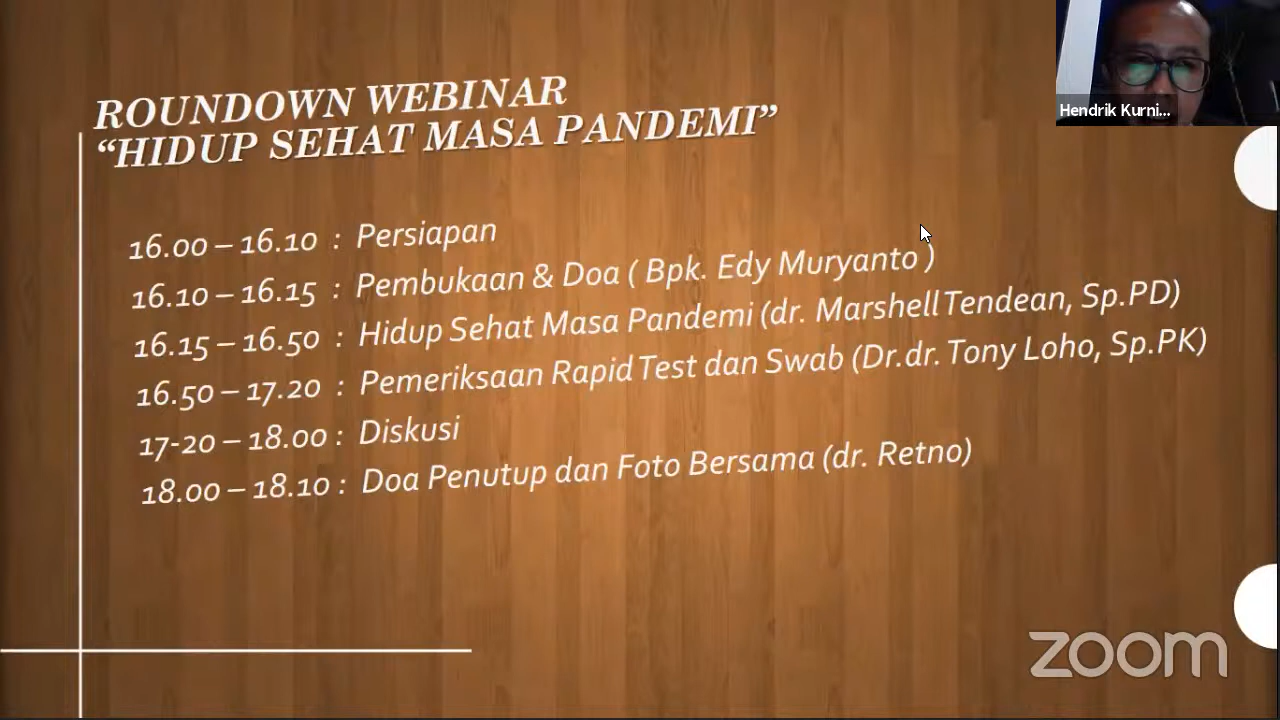 ROUNDOWN WEBINAR
“HIDUP SEHAT MASA PANDEMI”
Hendrik Kurni...
16.00 – 16.10 : Persiapan
16.10 – 16.15 : Pembukaan & Doa ( Bpk. Edy Muryanto )
16.15 – 16.50 : Hidup Sehat Masa Pandemi (dr. Marshell Tendean, Sp.PD)
16.50 – 17.20 : Pemeriksaan Rapid Test dan Swab (Dr.dr. Tony Loho, Sp.PK)
17-20 – 18.00 : Diskusi
18.00 – 18.10 : Doa Penutup dan Foto Bersama (dr. Retno)
zoom